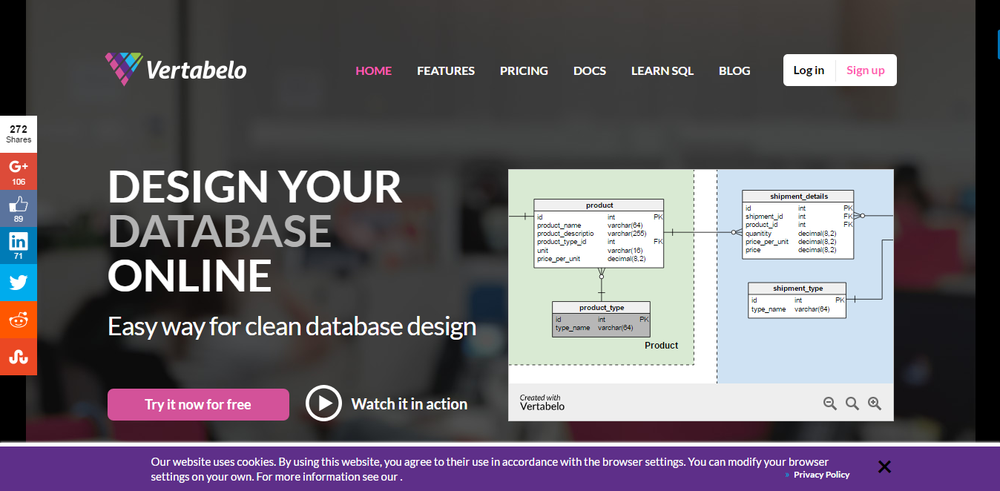 Vertabelo
HOME FEATURES PRICING DOCS LEARN SQL BLOG
Log in Sign up
272
Shares
G+
106
89
in
71
DESIGN YOUR
DATABASE
ONLINE
Easy way for clean database design
Try it now for free
Watch it in action
product
id int PK
product_name varchar(64)
product_descriptio varchar(255)
product_type_id int FK
unit varchar(16)
price_per_unit decimal(8,2)
product_type
id int PK
type_name varchar(64)
Product
shipment_details
id int PK
shipment_id int FK
product_id int FK
quanitity decimal(8,2)
price_per_unit decimal(8,2)
price decimal(8,2)
shipment_type
id int PK
type_name varchar(64)
Created with
Vertabelo
Our website uses cookies. By using this website, you agree to their use in accordance with the browser settings. You can modify your browser
settings on your own. For more information see our .
» Privacy Policy